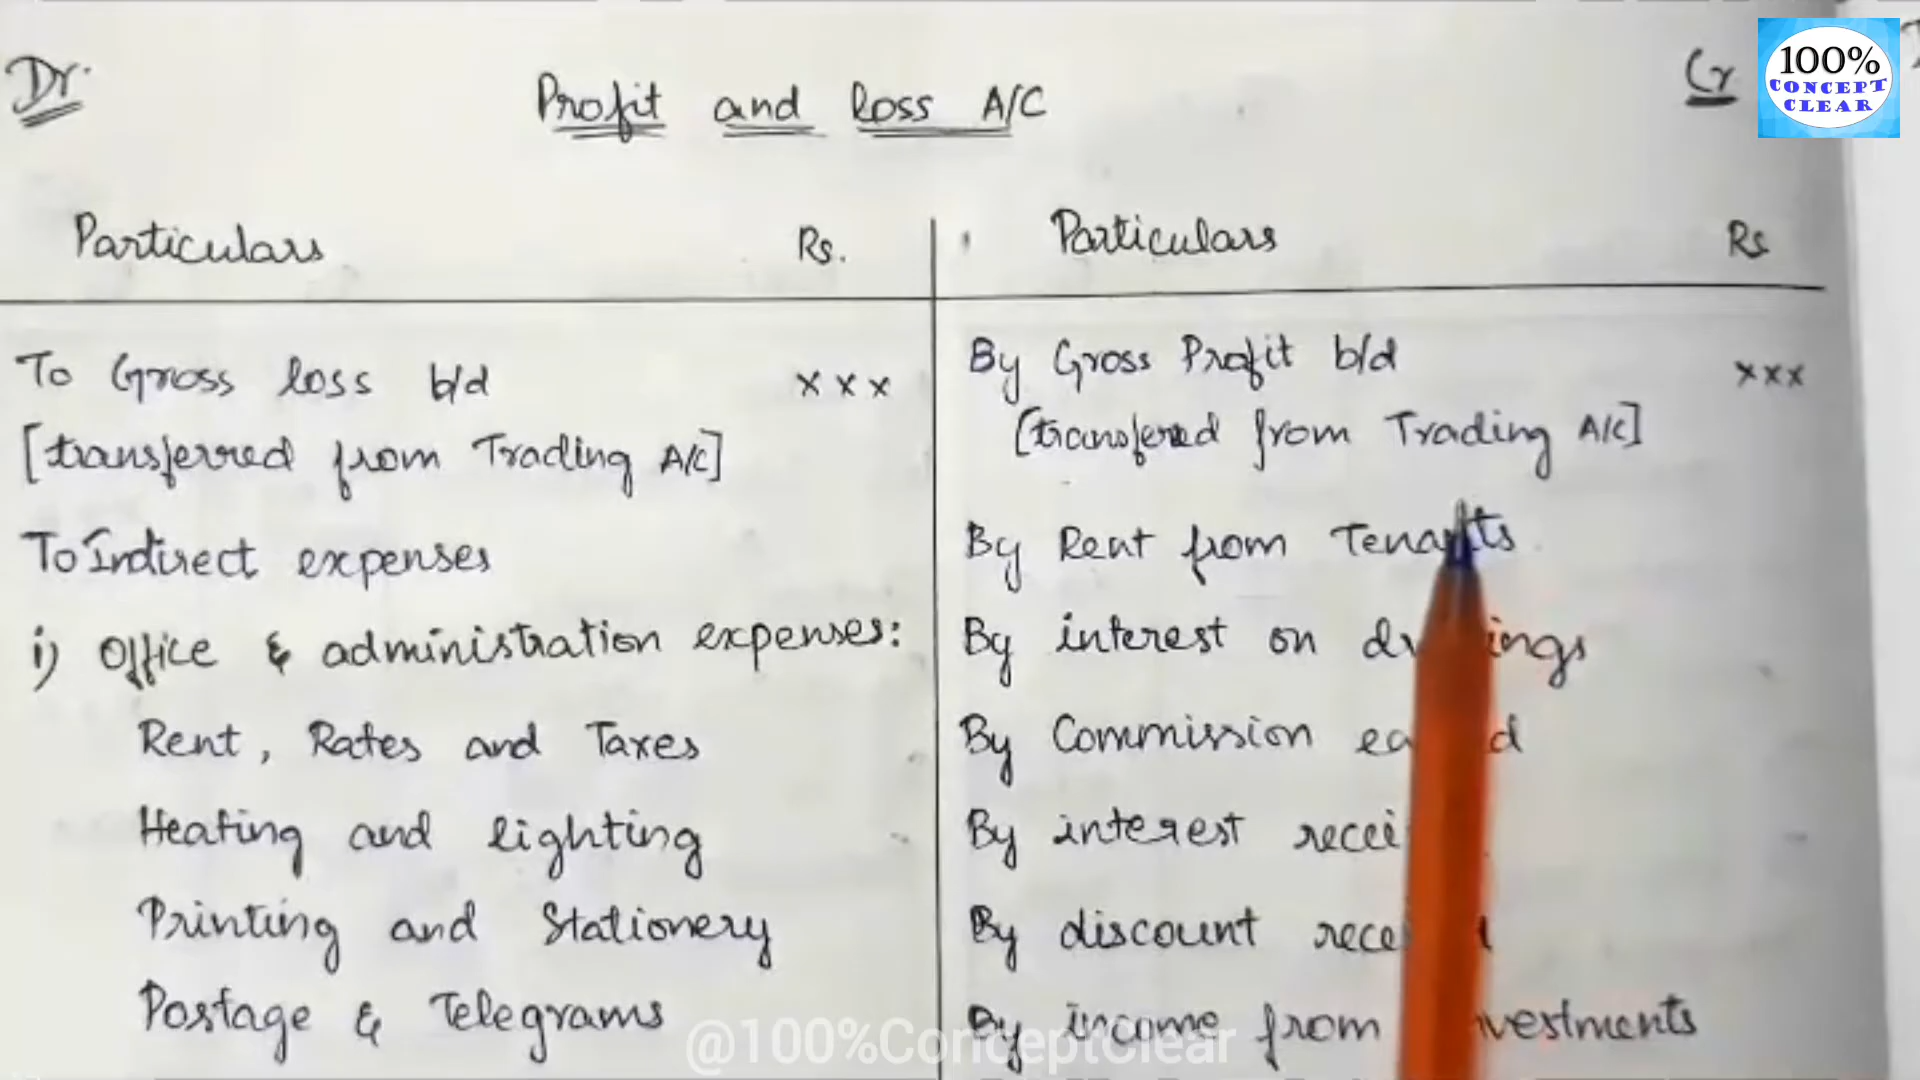 Dr.
Profit and loss A/C
Cr
100%
CONCEPT
CLEAR
Particulars Rs.
To Gross loss b/d xxx
[transferred from Trading A/C]
To Indirect expenses
i) Office & administration expenses:
Rent, Rates and Taxes
Heating and lighting
Printing and Stationery
Postage & Telegrams
Particulars Rs
By Gross Profit b/d xxx
[transfered from Trading A/C]
By Rent from Tenants
By interest on
By Commission
By interest
By discount
By income from
@100%ConceptClear